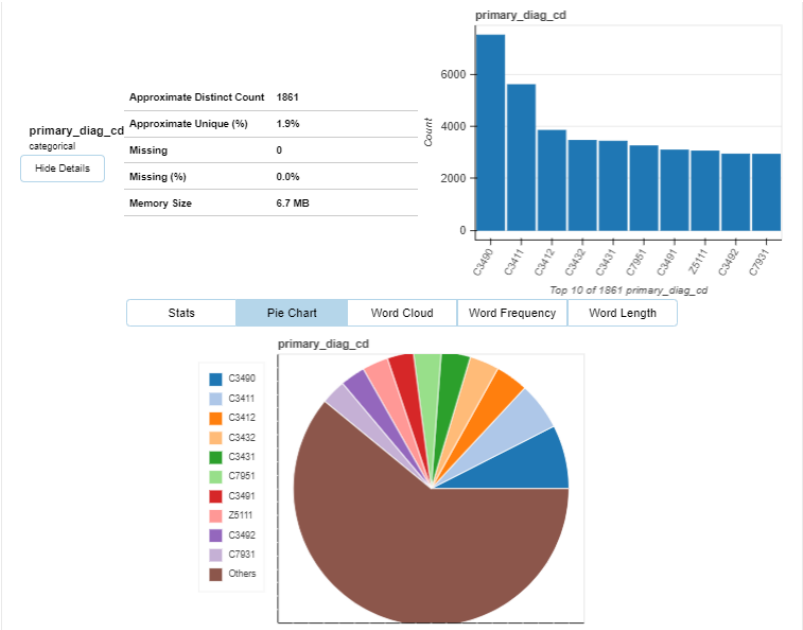 primary_diag_cd
categorical
Hide Details
Approximate Distinct Count 1861
Approximate Unique (%) 1.9%
Missing 0
Missing (%) 0.0%
Memory Size 6.7 MB
primary_diag_cd
6000
4000
2000
0
Count
C3490 C3411 C3412 C3432 C3431 C7951 C3491 Z5111 C3492 C7931
Top 10 of 1861 primary_diag_cd
Stats Pie Chart Word Cloud Word Frequency Word Length
primary_diag_cd
C3490
C3411
C3412
C3432
C3431
C7951
C3491
Z5111
C3492
C7931
Others